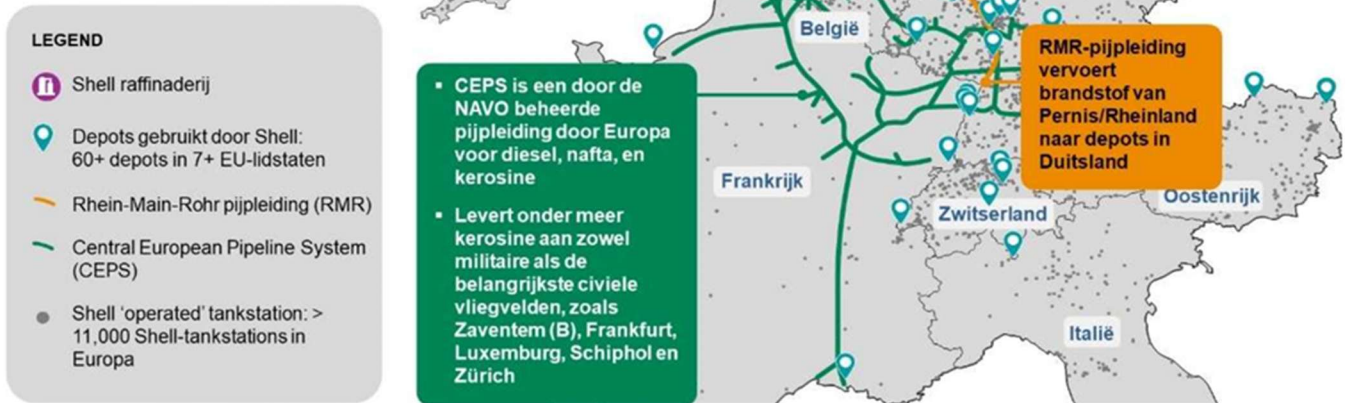 LEGEND
Shell raffinaderij
Depots gebruikt door Shell:
60+ depots in 7+ EU-lidstaten
Rhein-Main-Rohr pijpleiding (RMR)
Central European Pipeline System
(CEPS)
Shell ‘operated’ tankstation: >
11,000 Shell-tankstations in
Europa
▪ CEPS is een door de
NAVO beheerde
pijpleiding door Europa
voor diesel, nafta, en
kerosine
▪ Levert onder meer
kerosine aan zowel
militaire als de
belangrijkste civiele
vliegvelden, zoals
Zaventem (B), Frankfurt,
Luxemburg, Schiphol en
Zürich
België
Frankrijk
RMR-pijpleiding
vervoert
brandstof van
Pernis/Rheinland
naar depots in
Duitsland
Oostenrijk
Zwitserland
Italië